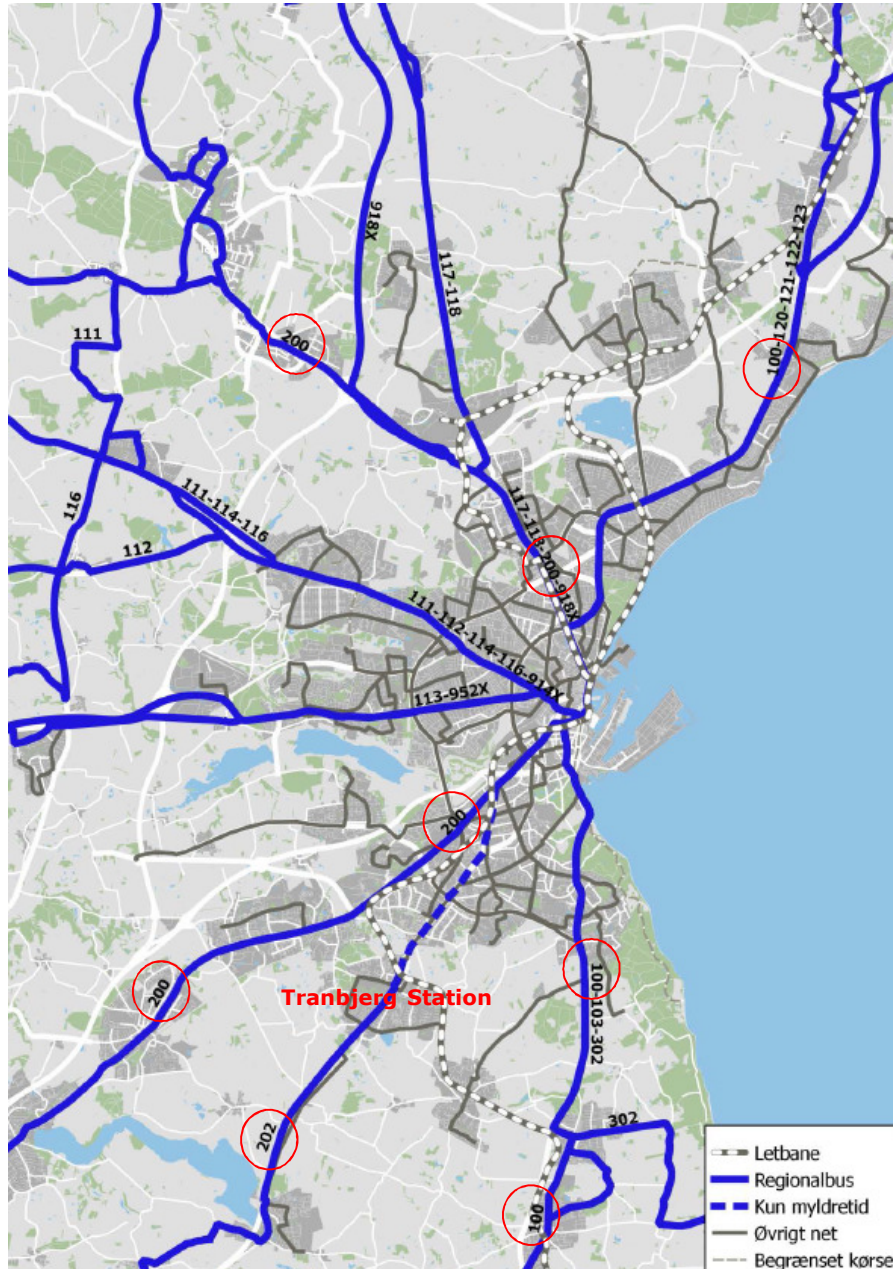 918X
117-118
100-120-121-122-123
111
200
116
111-114-116
112
117-118-200-918X
111-112-114-116-914X
113-952X
200
200
Tranbjerg Station
100-103-302
202
302
100
Letbane
Regionalbus
Kun myldretid
Øvrigt net
Begrænset kørse